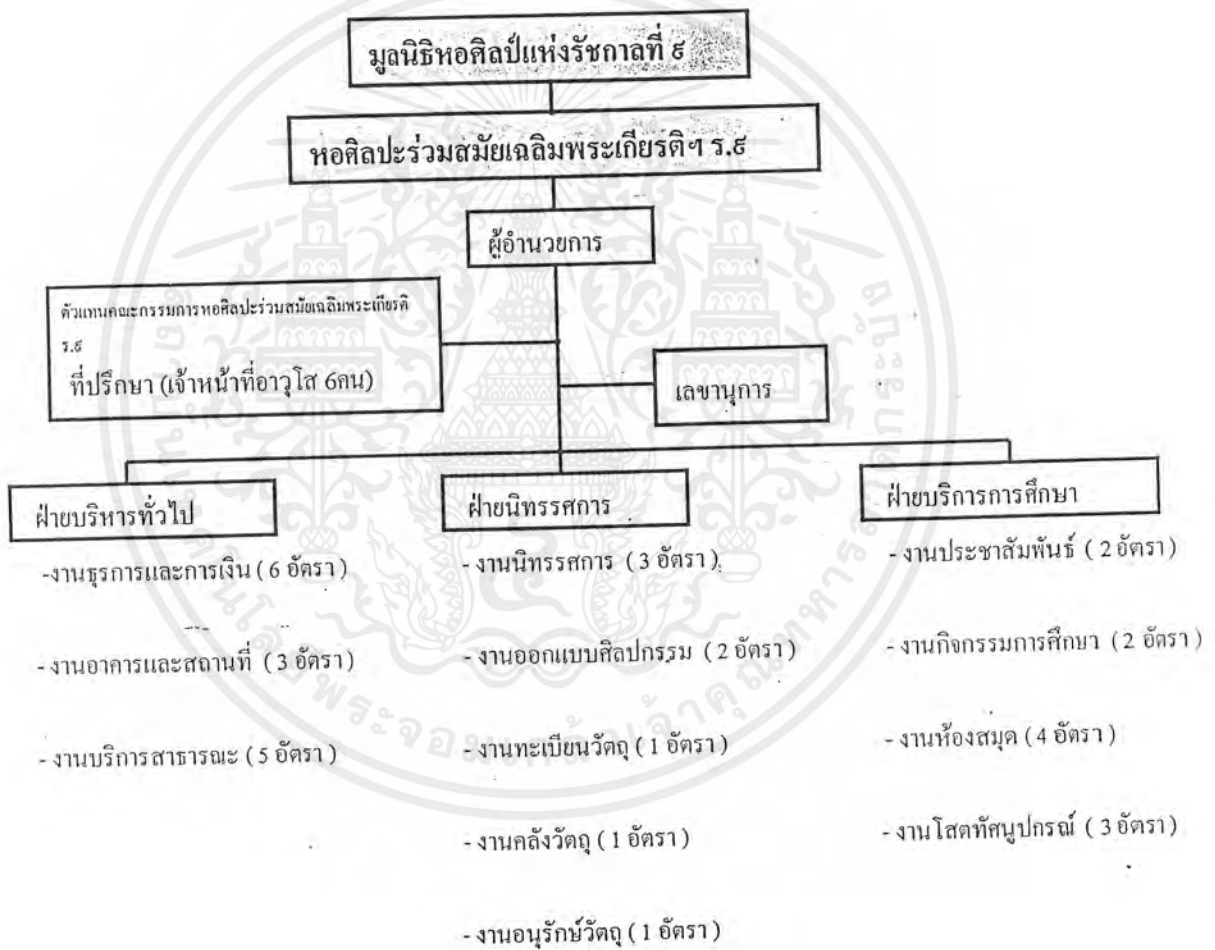 มูลนิธิหอศิลป์แห่งรัชกาลที่ ๙
หอศิลปะร่วมสมัยเฉลิมพระเกียรติฯ ร.๙
ผู้อำนวยการ
ตัวแทนคณะกรรมการหอศิลปะร่วมสมัยเฉลิมพระเกียรติ
ร.๙
ที่ปรึกษา (เจ้าหน้าที่อาวุโส 6คน)
เลขานุการ
ฝ่ายบริหารทั่วไป
-งานธุรการและการเงิน (6 อัตรา)
- งานอาคารและสถานที่ (3 อัตรา)
- งานบริการสาธารณะ (5 อัตรา)
ฝ่ายนิทรรศการ
- งานนิทรรศการ (3 อัตรา)
- งานออกแบบศิลปกรรม (2 อัตรา)
- งานทะเบียนวัตถุ (1 อัตรา)
- งานคลังวัตถุ (1 อัตรา)
- งานอนุรักษ์วัตถุ (1 อัตรา)
ฝ่ายบริการการศึกษา
- งานประชาสัมพันธ์ (2 อัตรา)
- งานกิจกรรมการศึกษา (2 อัตรา)
- งานห้องสมุด (4 อัตรา)
- งานโสตทัศนูปกรณ์ (3 อัตรา)